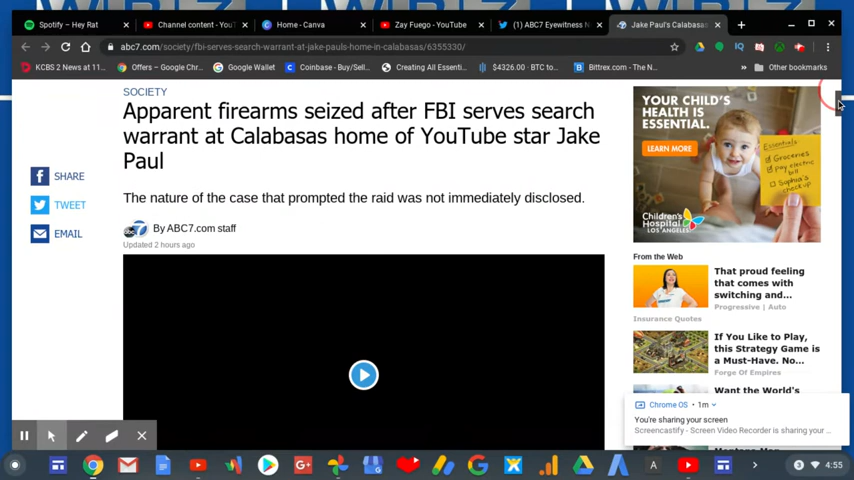 Spotify – Hey Rat
Channel content - YouT
Home - Canva
Zay Fuego - YouTube
(1) ABC7 Eyewitness N
Jake Paul's Calabasas
abc7.com/society/fbi-serves-search-warrant-at-jake-pauls-home-in-calabasas/6355330/
KCBS 2 News at 11...
Offers – Google Chr...
Google Wallet
Coinbase - Buy/Sell...
Creating All Essenti...
$4326.00 · BTC to...
Bittrex.com - The N...
»
Other bookmarks
SOCIETY
Apparent firearms seized after FBI serves search
warrant at Calabasas home of YouTube star Jake
Paul
SHARE
TWEET
EMAIL
The nature of the case that prompted the raid was not immediately disclosed.
By ABC7.com staff
Updated 2 hours ago
YOUR CHILD'S
HEALTH IS
ESSENTIAL.
LEARN MORE
Essentials
Groceries
pay electric
bill
Sophia's
checkup
Children's
Hospital
LOS ANGELES
From the Web
That proud feeling
that comes with
switching and...
Progressive | Auto
Insurance Quotes
If You Like to Play,
this Strategy Game is
a Must-Have. No...
Forge Of Empires
Want the World's
Chrome OS • 1m
You're sharing your screen
Screencastify - Screen Video Recorder is sharing your ...
3
4:55